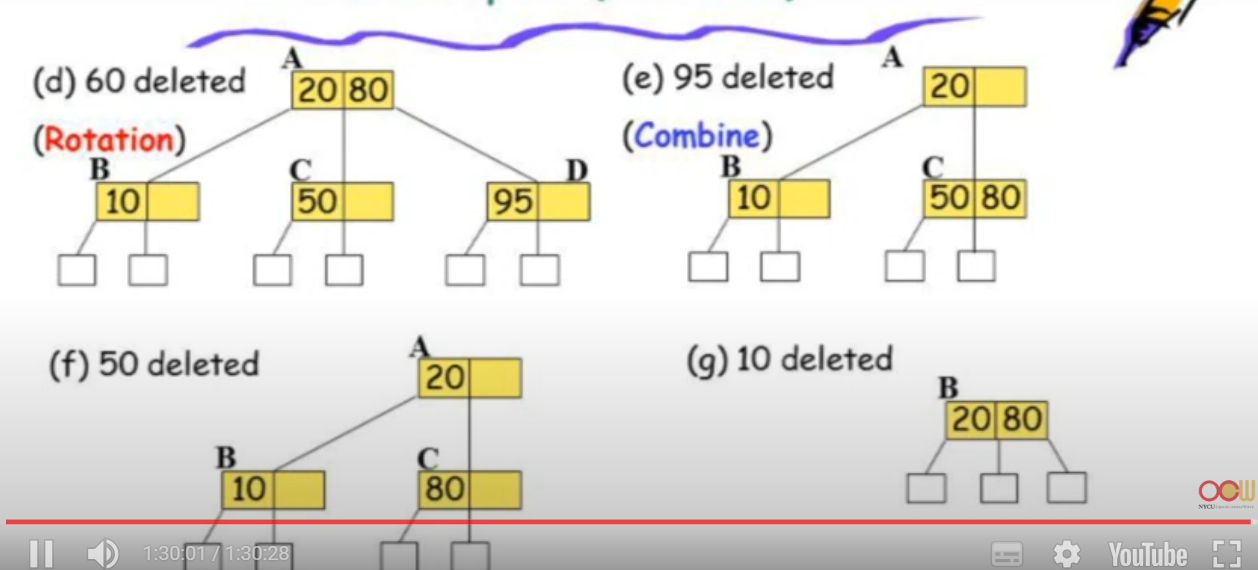 (d) 60 deleted
(Rotation)
A
20 80
B
10
C
50
D
95
(e) 95 deleted
(Combine)
A
20
B
10
C
50 80
(f) 50 deleted
A
20
B
10
C
80
(g) 10 deleted
B
20 80
OCW
NYCU
1:30:01 / 1:30:28
YouTube